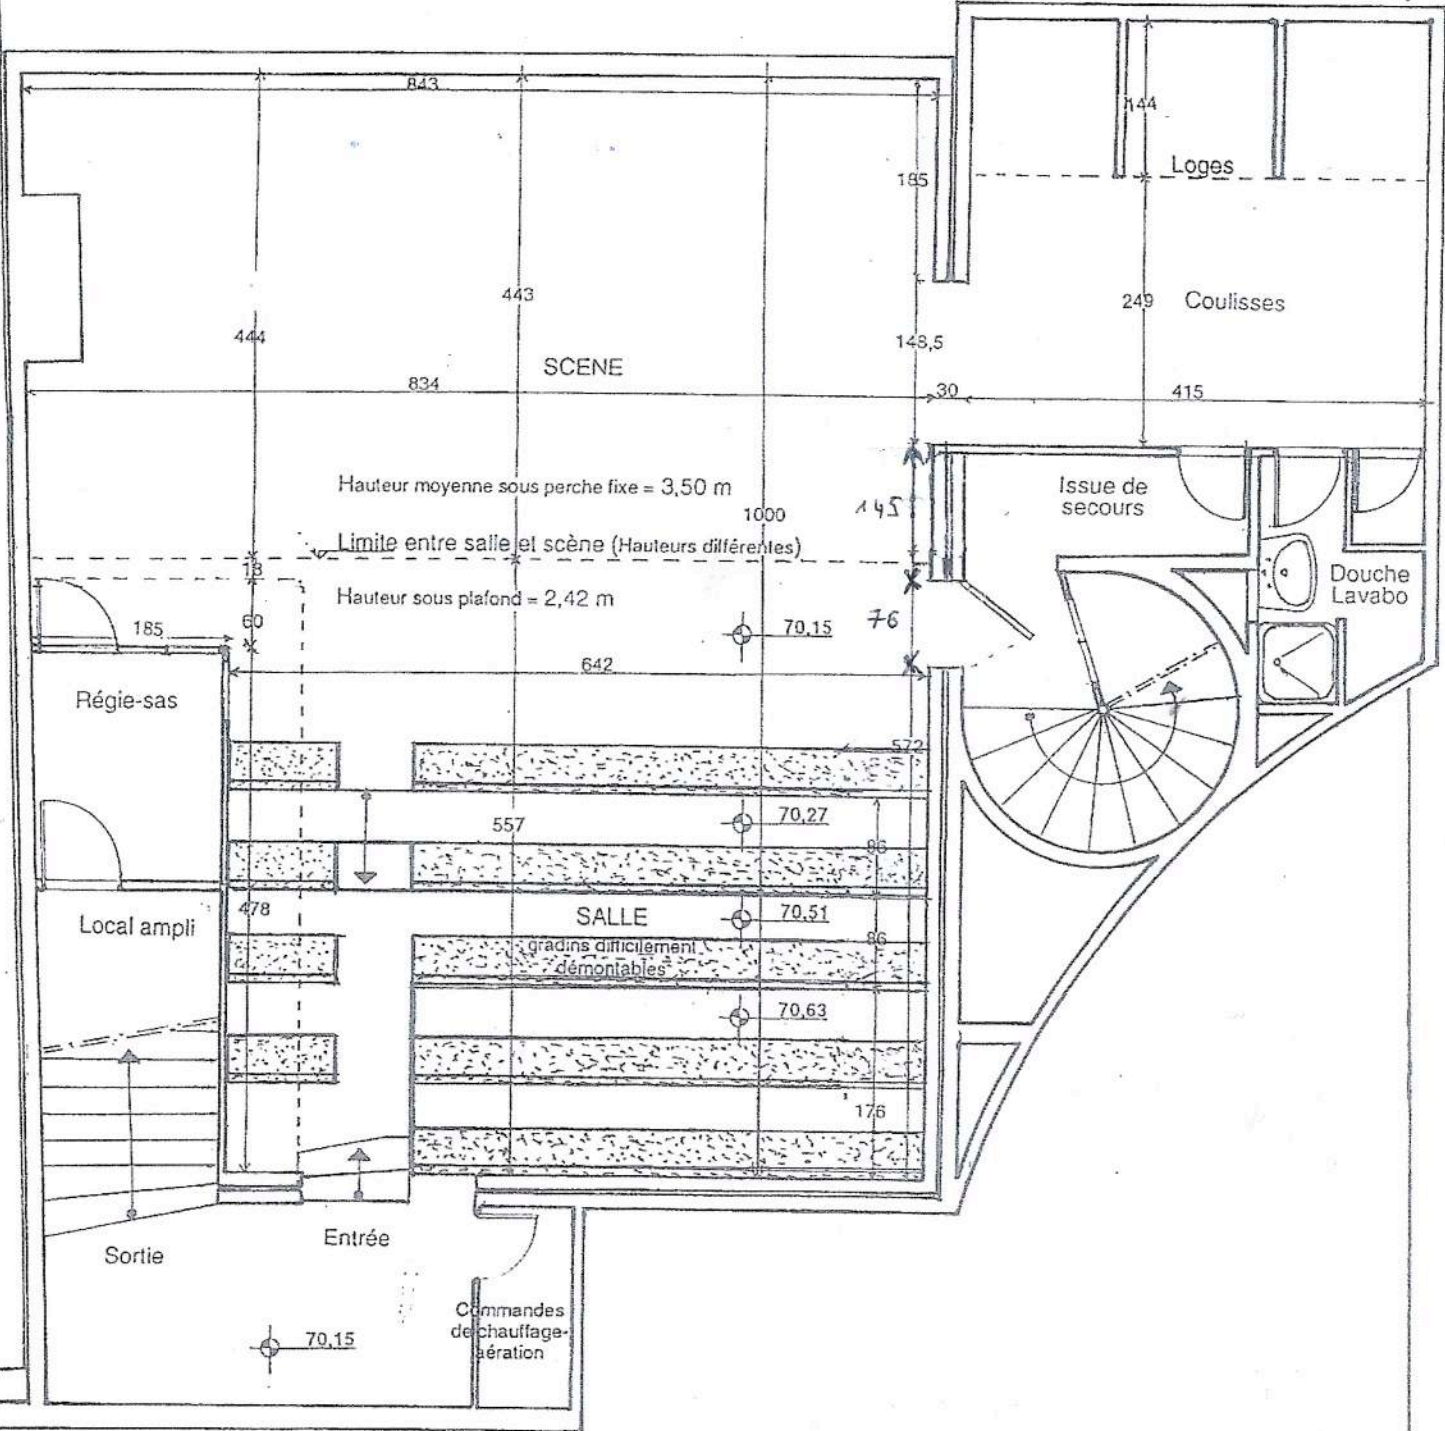 843
144
Loges
185
443
249
Coulisses
444
148,5
SCENE
834
30
415
Hauteur moyenne sous perche fixe = 3,50 m
1000
145
Issue de
secours
Limite entre salle et scène (Hauteurs différentes)
18
Hauteur sous plafond = 2,42 m
Douche
Lavabo
185
60
70,15
76
642
Régie-sas
572
557
70,27
86
478
Local ampli
SALLE
70,51
gradins difficilement
démontables
86
70,63
176
Entrée
Sortie
Commandes
de chauffage-
aération
70,15